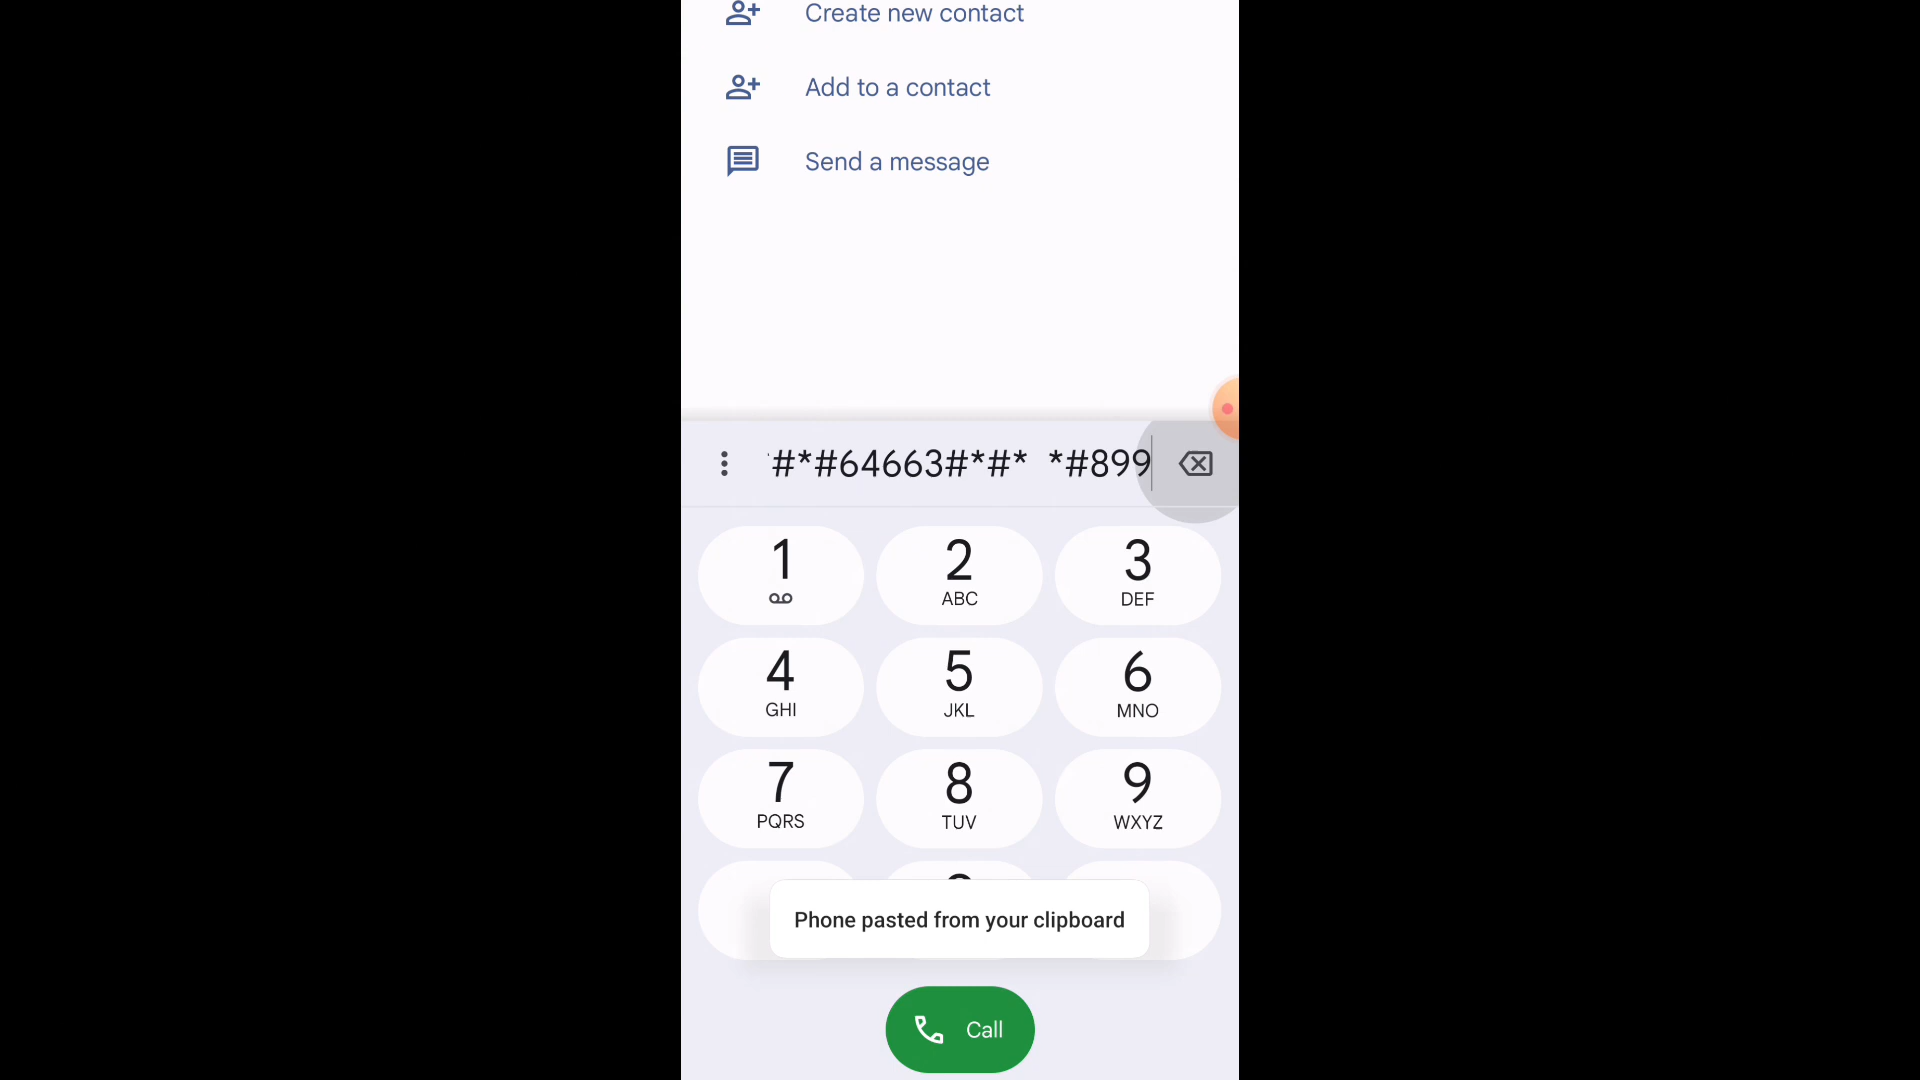 Create new contact
Add to a contact
Send a message
#*#64663#*#* *#899
1
2
ABC
3
DEF
4
GHI
5
JKL
6
MNO
7
PQRS
8
TUV
9
WXYZ
Phone pasted from your clipboard
Call